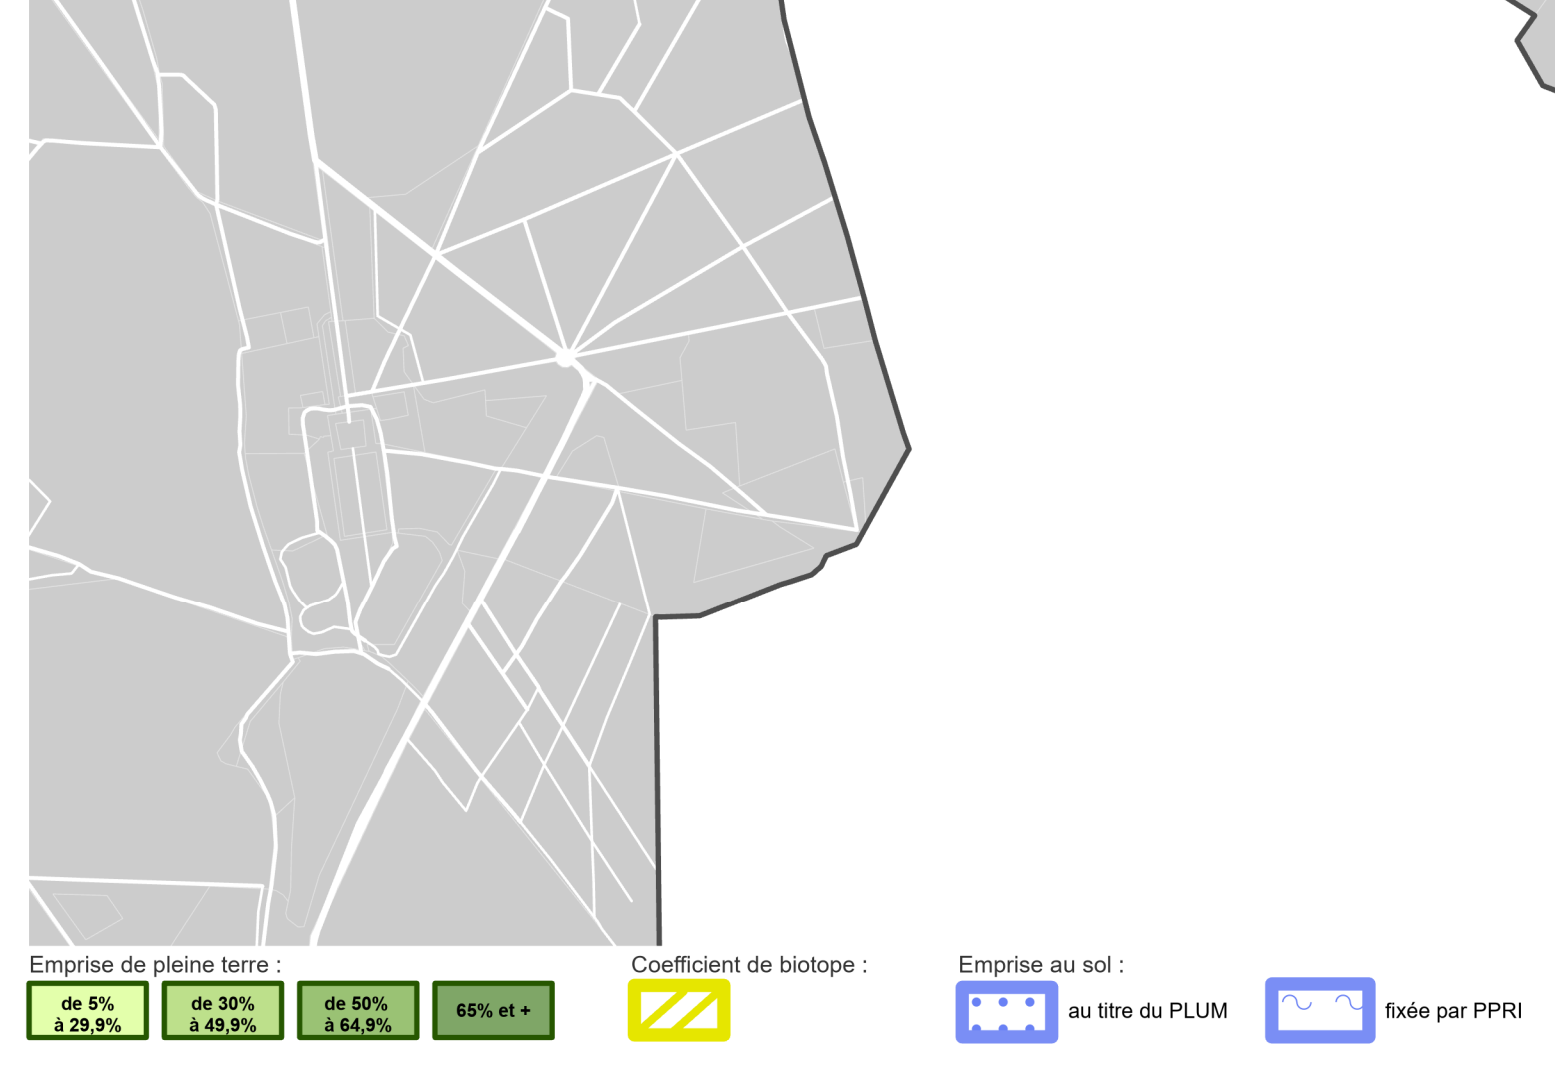 Emprise de pleine terre :
de 5%
à 29,9%
de 30%
à 49,9%
de 50%
à 64,9%
65% et +
Coefficient de biotope :
Emprise au sol :
au titre du PLUM
fixée par PPRI